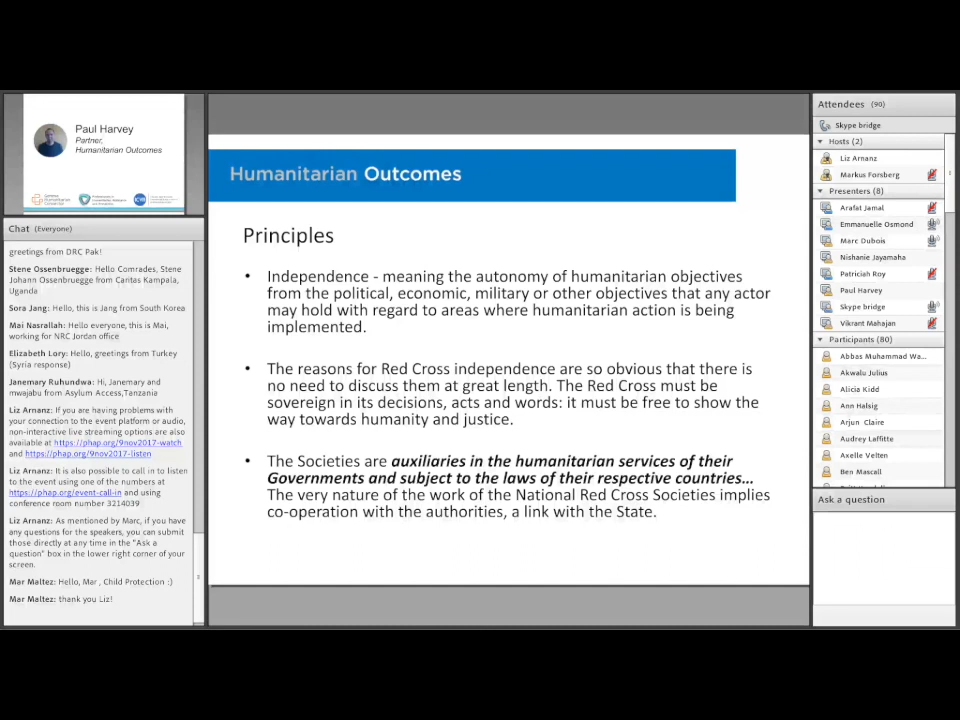 Paul Harvey
Partner,
Humanitarian Outcomes
Chat (Everyone)
greetings from DRC Pak!
Stene Ossenbruegge: Hello Comrades, Stene
Johann Ossenbruegge from Caritas Kampala,
Uganda
Sora Jang: Hello, this is Jang from South Korea
Mai Nasrallah: Hello everyone, this is Mai,
working for NRC Jordan office
Elizabeth Lory: Hello, greetings from Turkey
(Syria response)
Janemary Ruhundwa: Hi, Janemary and
mwajabu from Asylum Access,Tanzania
Liz Arnanz: If you are having problems with
your connection to the event platform or audio,
non-interactive live streaming options are also
available at https://phap.org/9nov2017-watch
and https://phap.org/9nov2017-listen
Liz Arnanz: It is also possible to call in to listen
to the event using one of the numbers at
https://phap.org/event-call-in and using
conference room number 3214039
Liz Arnanz: As mentioned by Marc, if you have
any questions for the speakers, you can submit
those directly at any time in the "Ask a
question" box in the lower right corner of your
screen.
Mar Maltez: Hello, Mar , Child Protection :)
Mar Maltez: thank you Liz!
Humanitarian Outcomes
Principles
• Independence - meaning the autonomy of humanitarian objectives
from the political, economic, military or other objectives that any actor
may hold with regard to areas where humanitarian action is being
implemented.
• The reasons for Red Cross independence are so obvious that there is
no need to discuss them at great length. The Red Cross must be
sovereign in its decisions, acts and words: it must be free to show the
way towards humanity and justice.
• The Societies are auxiliaries in the humanitarian services of their
Governments and subject to the laws of their respective countries...
The very nature of the work of the National Red Cross Societies implies
co-operation with the authorities, a link with the State.
Attendees (90)
Skype bridge
Hosts (2)
Liz Arnanz
Markus Forsberg
Presenters (8)
Arafat Jamal
Emmanuelle Osmond
Marc Dubois
Nishanie Jayamaha
Patriciah Roy
Paul Harvey
Skype bridge
Vikrant Mahajan
Participants (80)
Abbas Muhammad Wa...
Akwalu Julius
Alicia Kidd
Ann Halsig
Arjun Claire
Audrey Laffitte
Axelle Velten
Ben Mascall
Ask a question